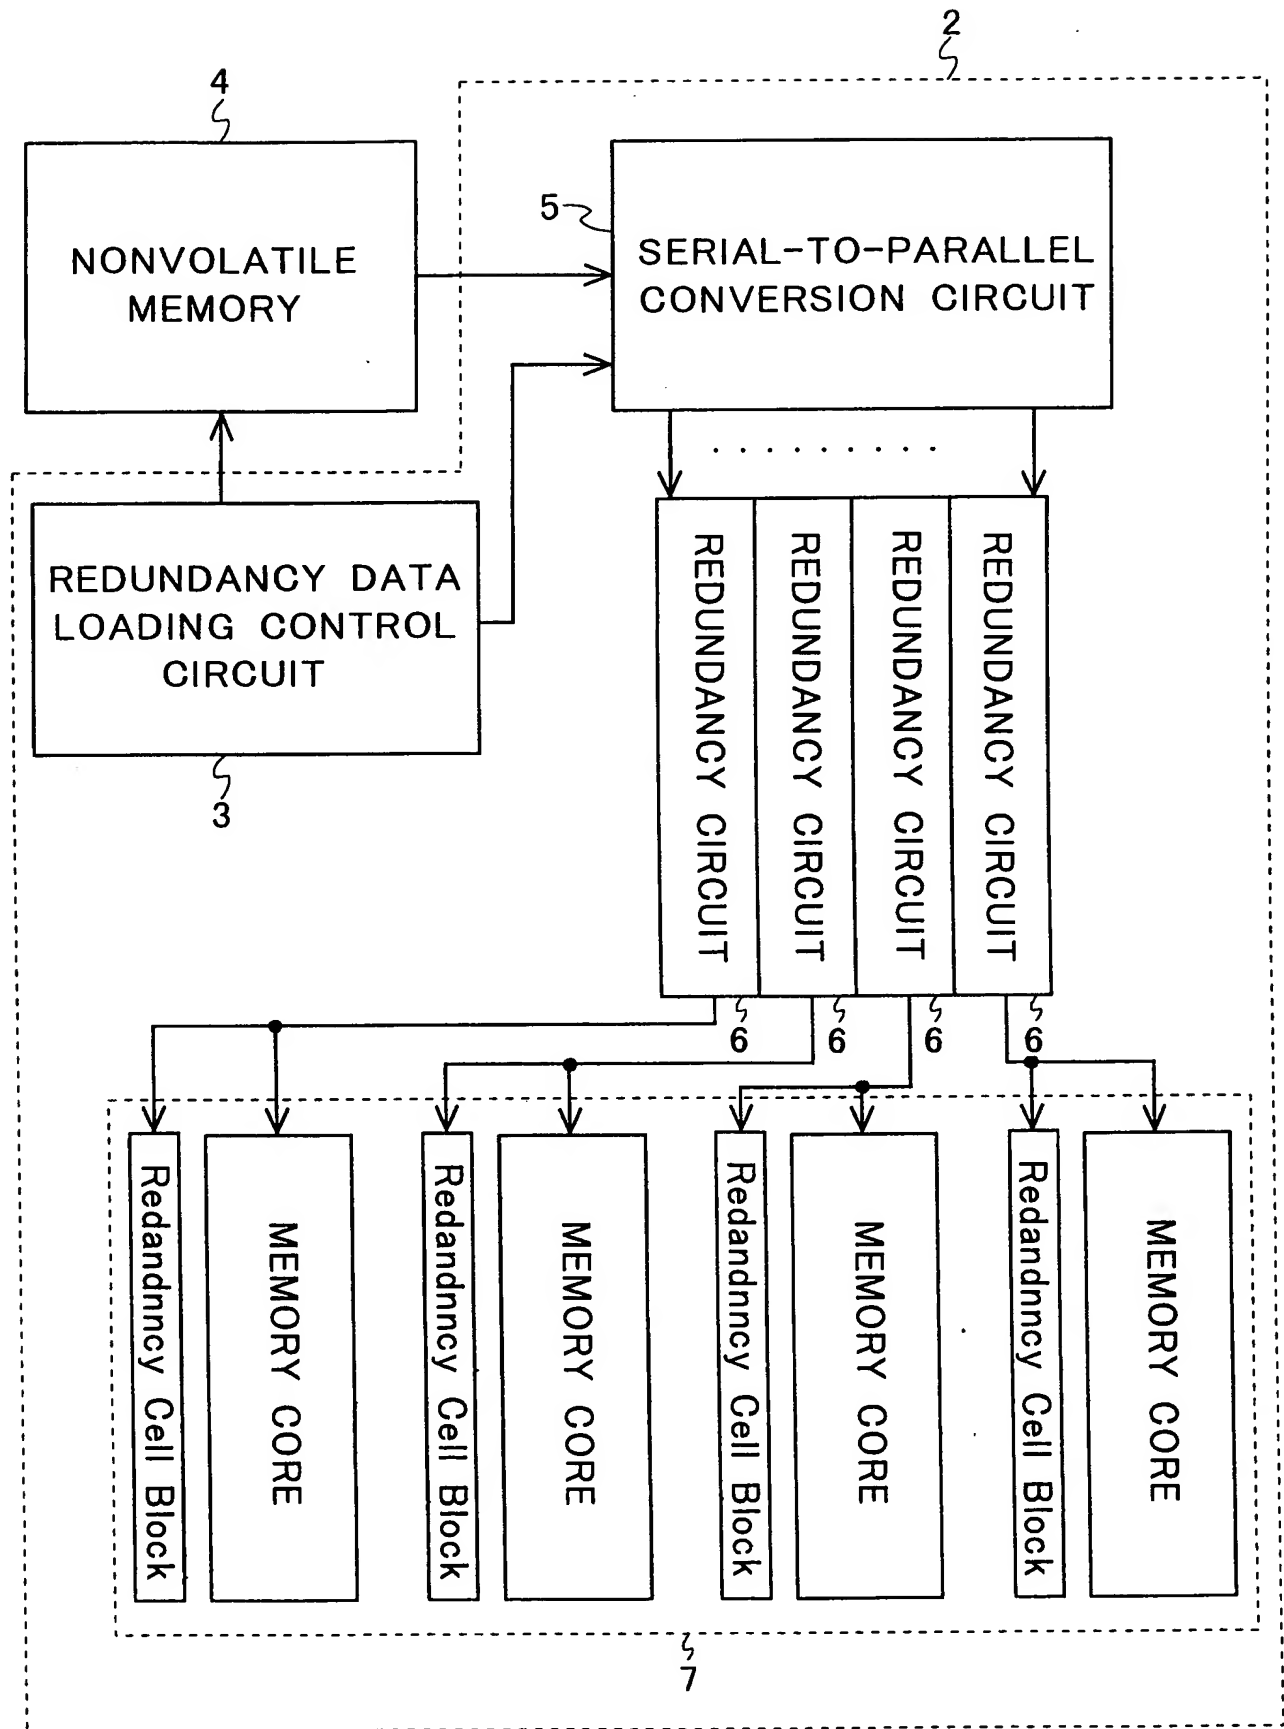 2
4
NONVOLATILE
MEMORY
5
SERIAL-TO-PARALLEL
CONVERSION CIRCUIT
REDUNDANCY DATA
LOADING CONTROL
CIRCUIT
3
REDUNDANCY CIRCUIT
REDUNDANCY CIRCUIT
REDUNDANCY CIRCUIT
REDUNDANCY CIRCUIT
6
6
6
6
Redandnncy Cell Block
MEMORY CORE
Redandnncy Cell Block
MEMORY CORE
Redandnncy Cell Block
MEMORY CORE
Redandnncy Cell Block
MEMORY CORE
7